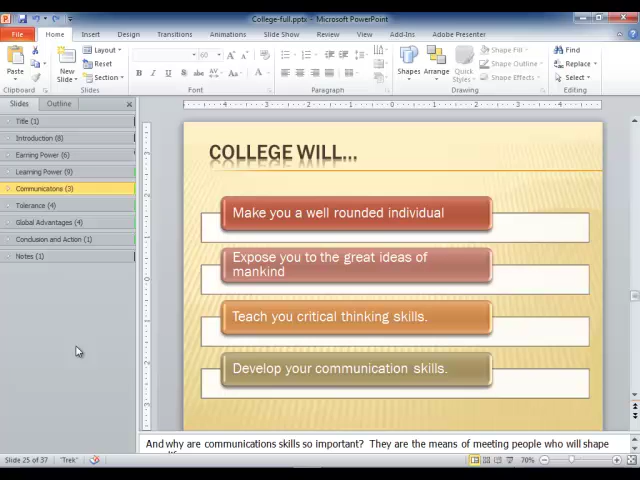 College-full.pptx - Microsoft PowerPoint
File Home Insert Design Transitions Animations Slide Show Review View Add-Ins Adobe Presenter
Paste
New Slide
Layout
Reset
Section
60
B I U S abc AV Aa A
Shapes
Arrange
Quick Styles
Shape Fill
Shape Outline
Shape Effects
Find
Replace
Select
Clipboard Slides Font Paragraph Drawing Editing
Slides Outline
Title (1)
Introduction (8)
Earning Power (6)
Learning Power (9)
Communicatons (3)
Tolerance (4)
Global Advantages (4)
Conclusion and Action (1)
Notes (1)
COLLEGE WILL...
Make you a well rounded individual
Expose you to the great ideas of
mankind
Teach you critical thinking skills.
Develop your communication skills.
And why are communications skills so important? They are the means of meeting people who will shape
Slide 25 of 37 "Trek" 70%